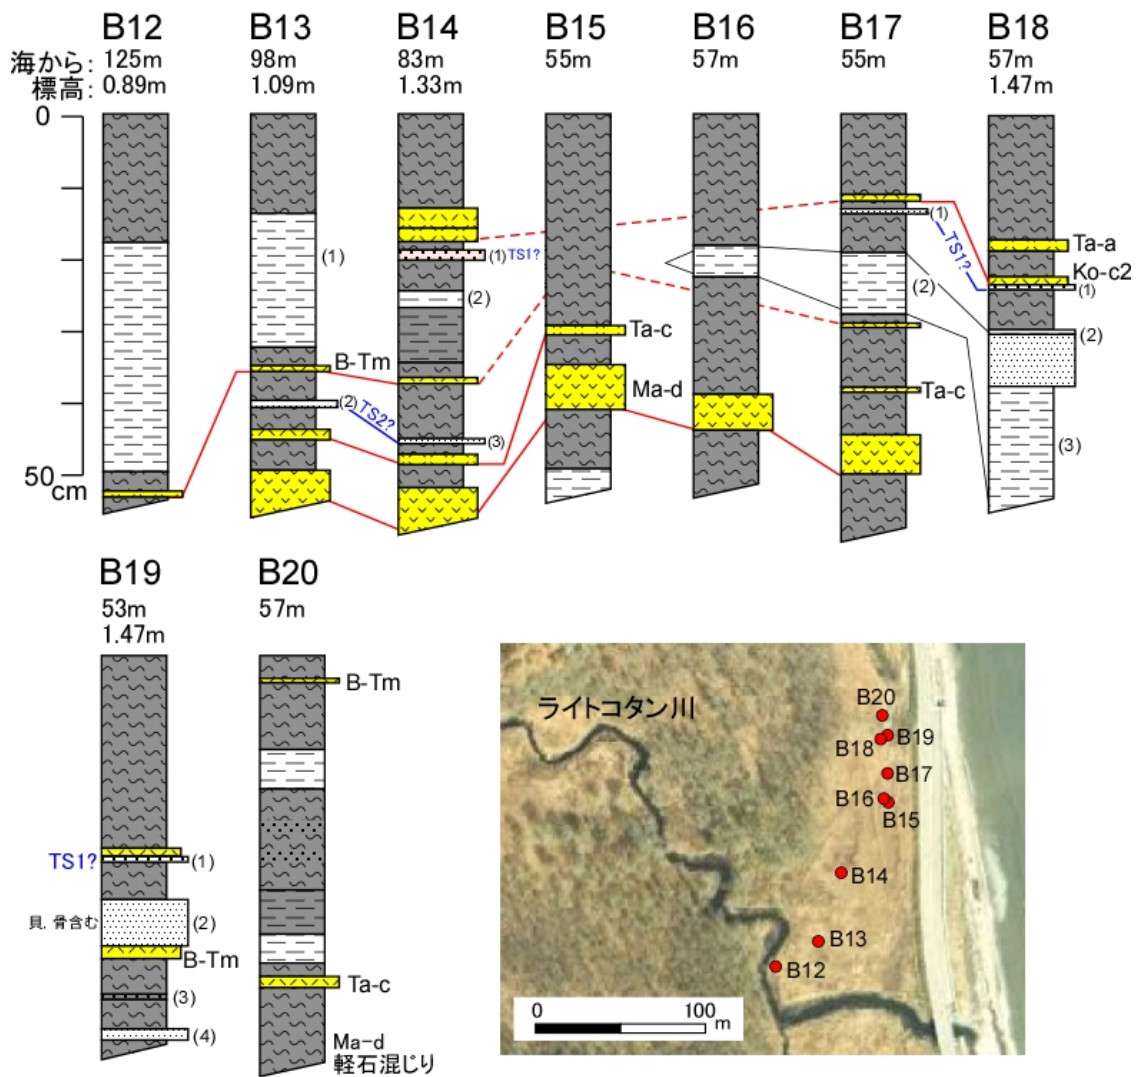 B12 B13 B14 B15 B16 B17 B18
海から: 125m 98m 83m 55m 57m 55m 57m
標高: 0.89m 1.09m 1.33m 1.47m
0
50
cm
B-Tm
(1)
(2) TS2?
(1) TS1?
(2)
(3)
Ta-c
Ma-d
(1)
TS1?
(2)
Ta-c
Ta-a
Ko-c2
(1)
(2)
(3)
B19
53m
1.47m
TS1?
(1)
貝, 骨含む
(2)
B-Tm
(3)
(4)
B20
57m
B-Tm
Ta-c
Ma-d
軽石混じり
ライトコタン川
B20
B19
B18
B17
B16
B15
B14
B13
B12
0 100
m